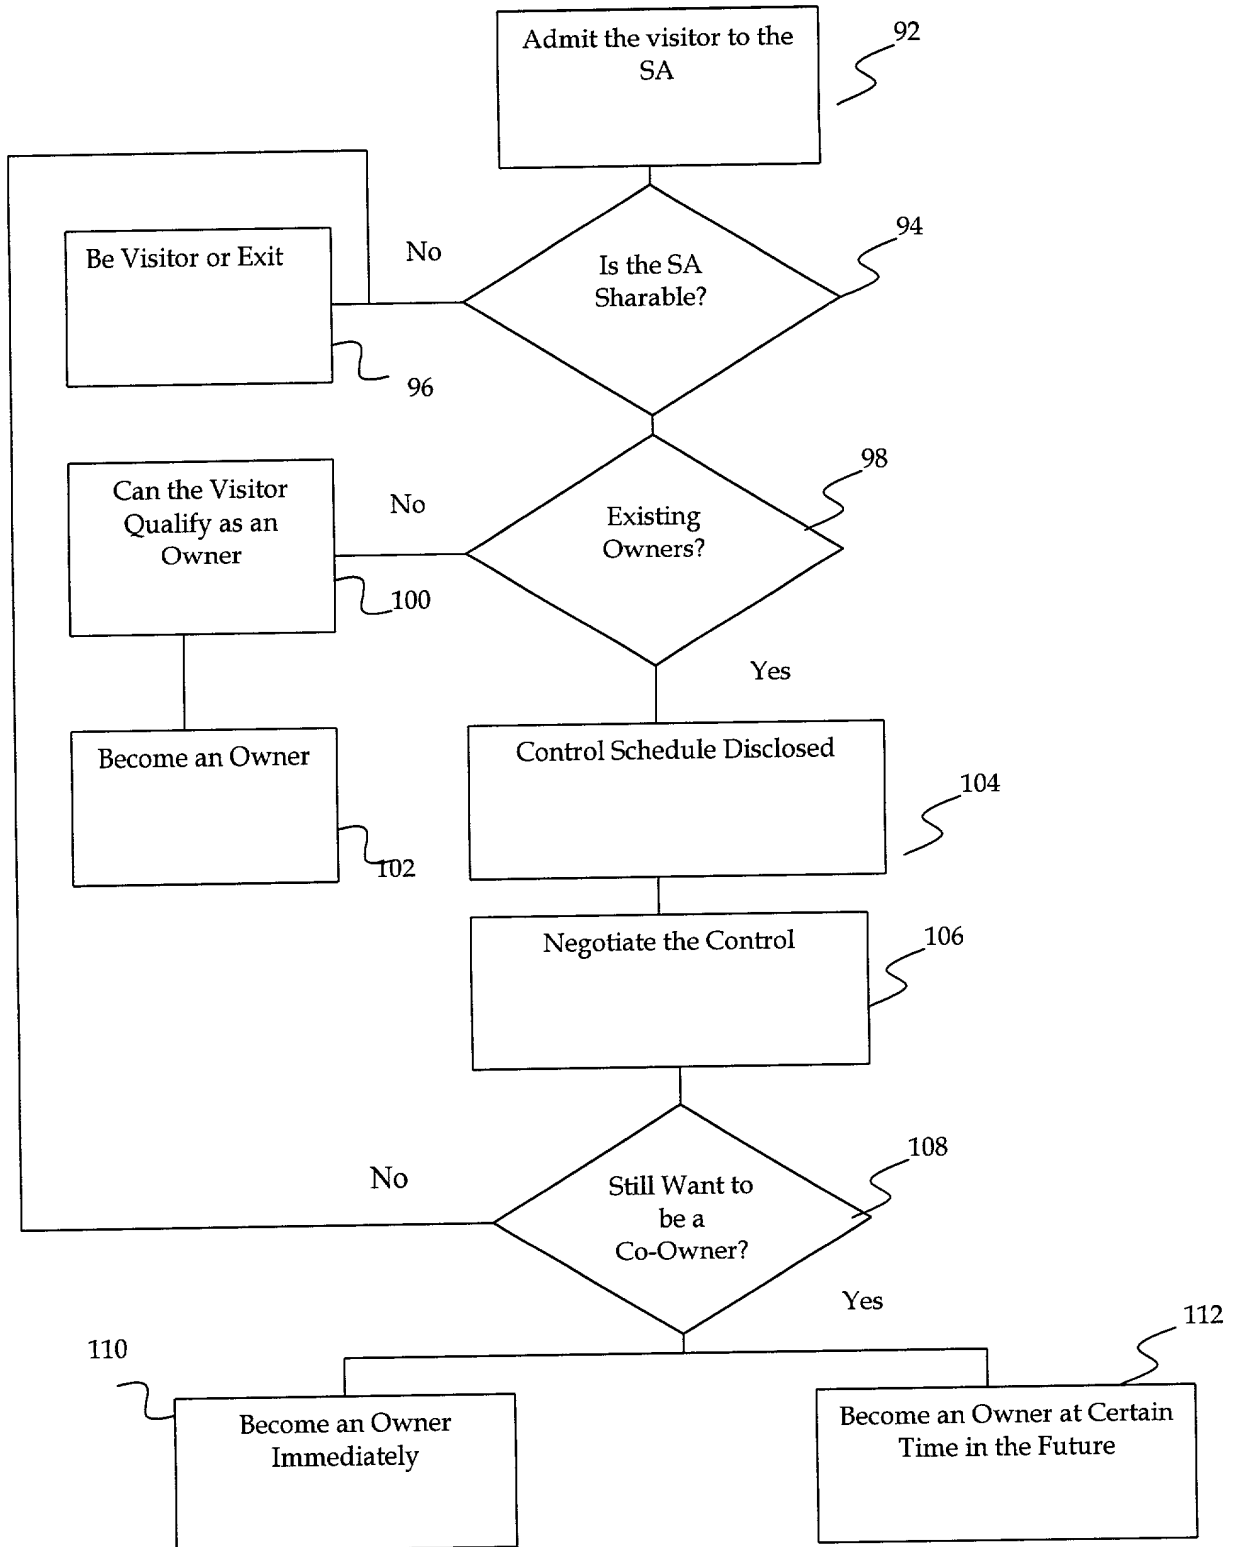 Admit the visitor to the
SA
92
Is the SA
Sharable?
94
No
Be Visitor or Exit
96
Existing
Owners?
98
No
Can the Visitor
Qualify as an
Owner
100
Yes
Become an Owner
102
Control Schedule Disclosed
104
Negotiate the Control
106
Still Want to
be a
Co-Owner?
108
No
Yes
110
Become an Owner
Immediately
112
Become an Owner at Certain
Time in the Future